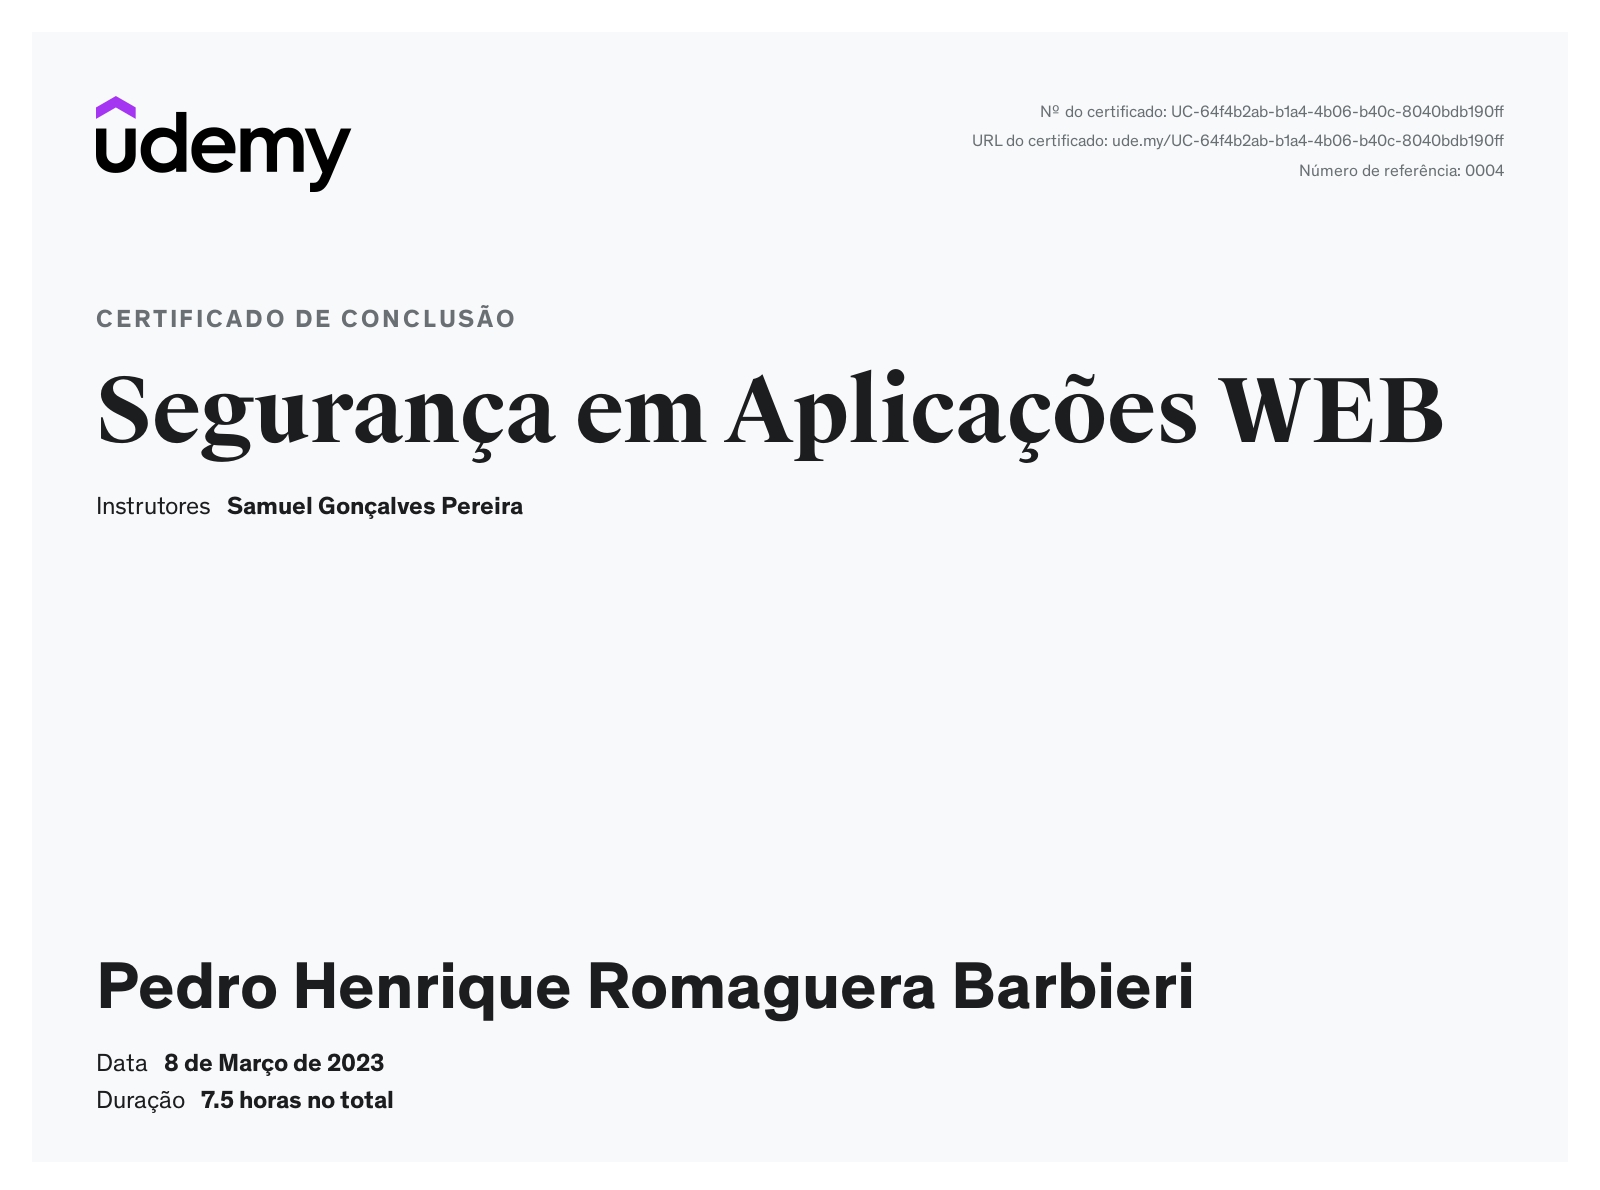 udemy
Nº do certificado: UC-64f4b2ab-b1a4-4b06-b40c-8040bdb190ff
URL do certificado: ude.my/UC-64f4b2ab-b1a4-4b06-b40c-8040bdb190ff
Número de referência: 0004
CERTIFICADO DE CONCLUSÃO
Segurança em Aplicações WEB
Instrutores Samuel Gonçalves Pereira
Pedro Henrique Romaguera Barbieri
Data 8 de Março de 2023
Duração 7.5 horas no total